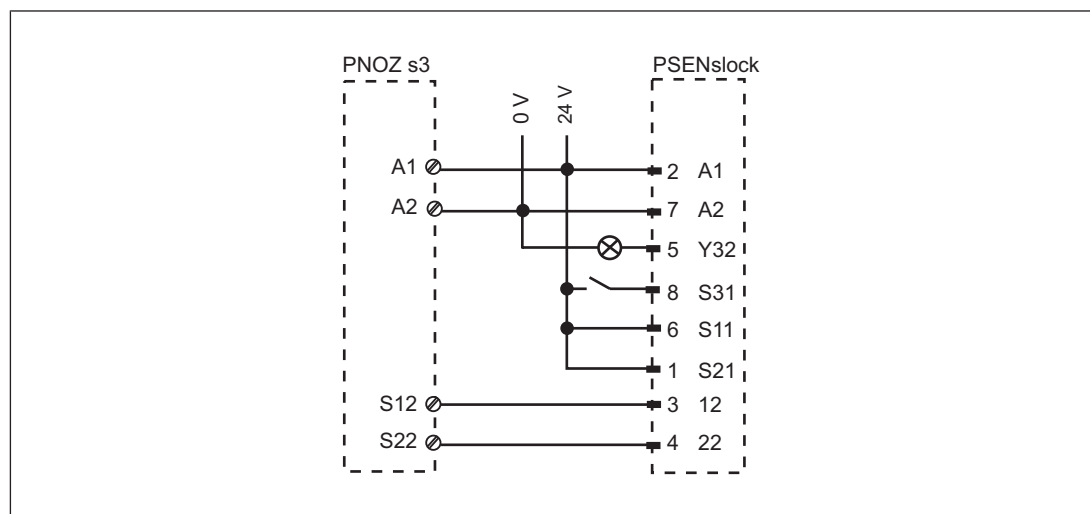 PNOZ s3
PSENslock
0 V
24 V
A1
2 A1
A2
7 A2
5 Y32
8 S31
6 S11
1 S21
S12
3 12
S22
4 22